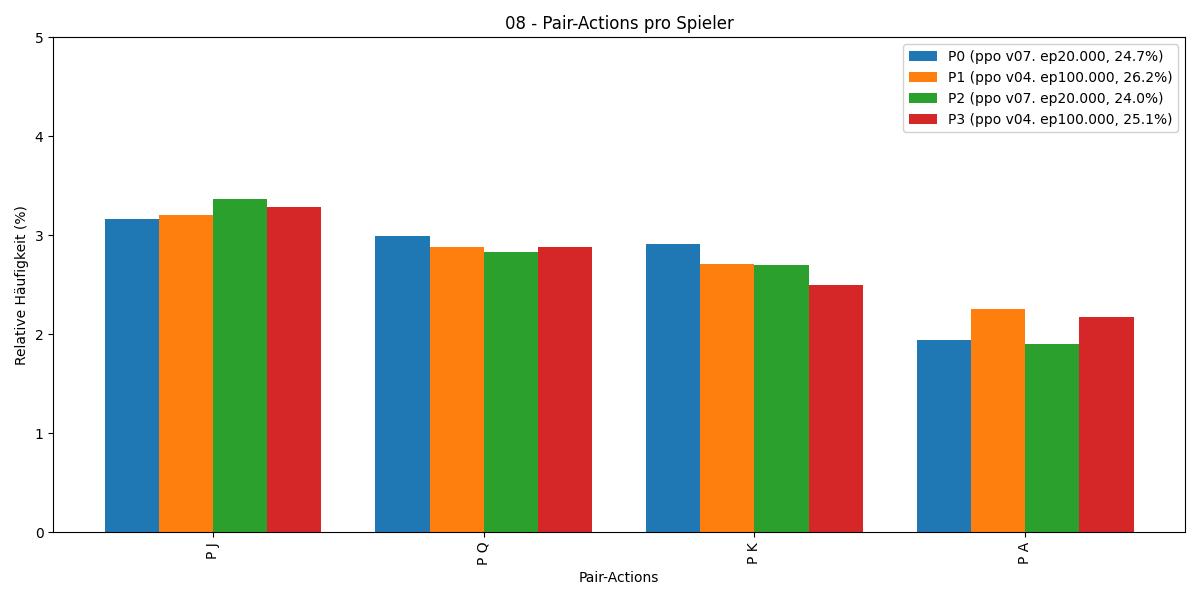 08 - Pair-Actions pro Spieler
P0 (ppo v07. ep20.000, 24.7%)
P1 (ppo v04. ep100.000, 26.2%)
P2 (ppo v07. ep20.000, 24.0%)
P3 (ppo v04. ep100.000, 25.1%)
Relative Häufigkeit (%)
5
4
3
2
1
0
P J
P Q
P K
P A
Pair-Actions